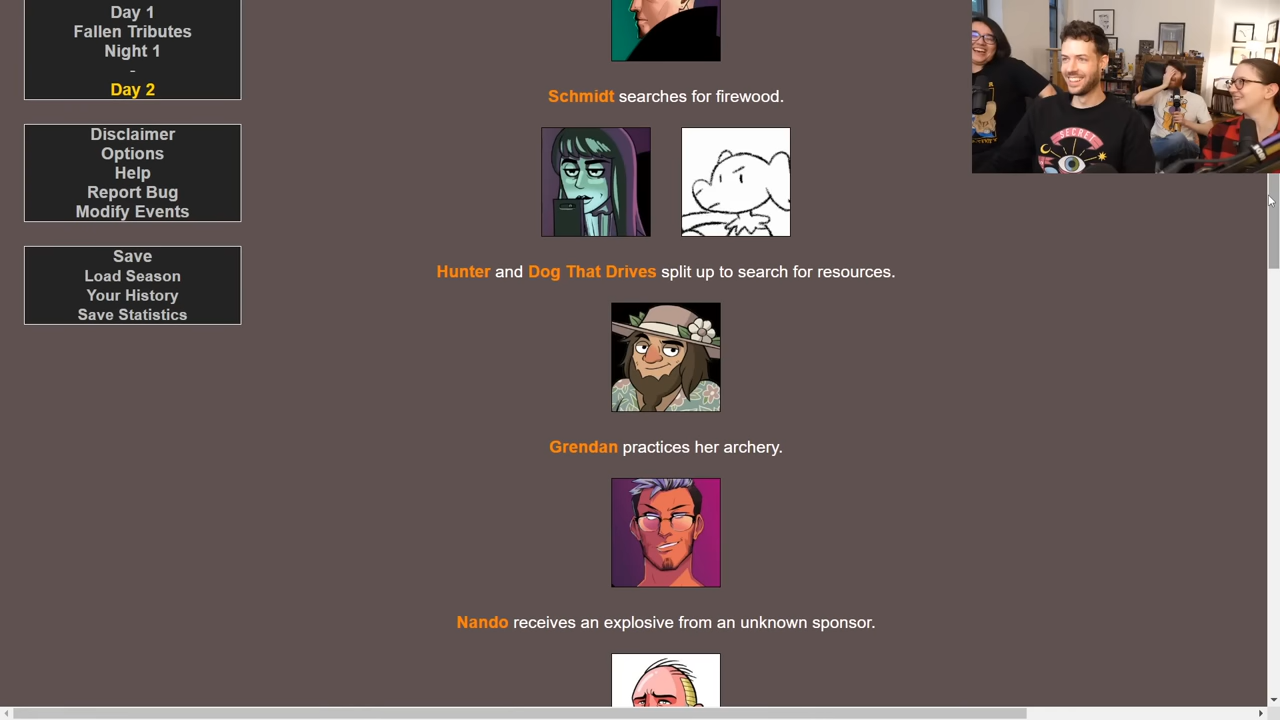 Day 1
Fallen Tributes
Night 1
-
Day 2
Disclaimer
Options
Help
Report Bug
Modify Events
Save
Load Season
Your History
Save Statistics
Schmidt searches for firewood.
Hunter and Dog That Drives split up to search for resources.
Grendan practices her archery.
Nando receives an explosive from an unknown sponsor.
SECRET